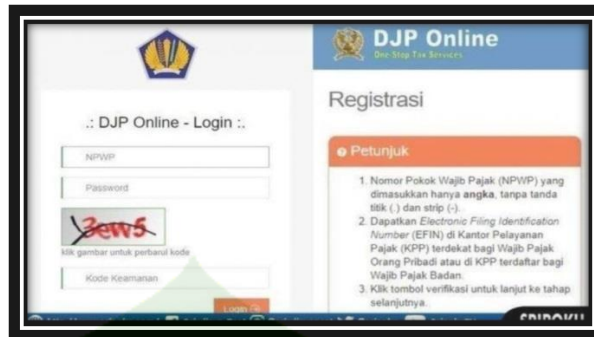 .: DJP Online - Login :.
NPWP
Password
3ew5
klik gambar untuk perbarui kode
Kode Keamanan
Login
DJP Online
One-Stop Tax Services
Registrasi
Petunjuk
1. Nomor Pokok Wajib Pajak (NPWP) yang
dimasukkan hanya angka, tanpa tanda
titik (.) dan strip (-).
2. Dapatkan Electronic Filing Identification
Number (EFIN) di Kantor Pelayanan
Pajak (KPP) terdekat bagi Wajib Pajak
Orang Pribadi atau di KPP terdaftar bagi
Wajib Pajak Badan.
3. Klik tombol verifikasi untuk lanjut ke tahap
selanjutnya.